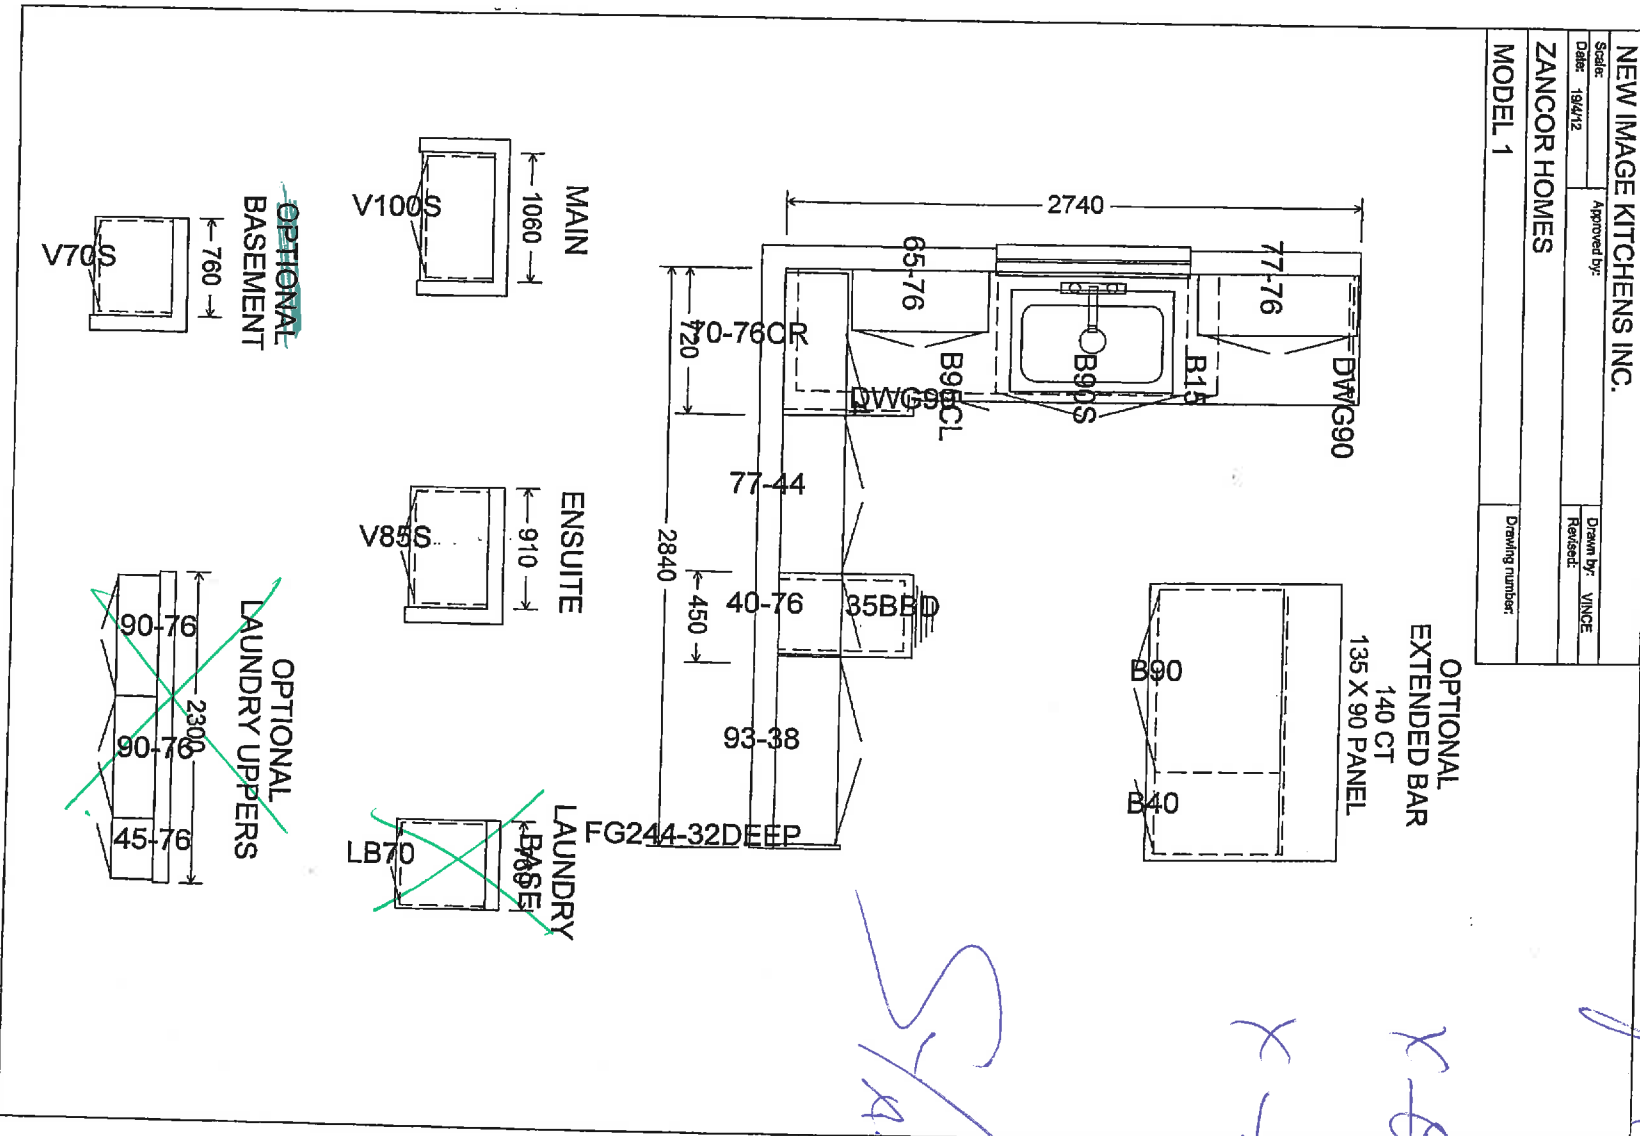 NEW IMAGE KITCHENS INC.
Scale:
Approved by:
Drawn by: VINCE
Date: 19/4/12
Revised:
ZANCOR HOMES
MODEL 1
Drawing number:
OPTIONAL
EXTENDED BAR
140 CT
135 X 90 PANEL
B90
B40
2740
77-76
65-76
DWG90
B15
B90S
B90CL
DWG90
70-76CR
720
77-44
2840
40-76
450
35BBD
93-38
FG244-32DEEP
MAIN
1060
V100S
ENSUITE
910
V85S
LAUNDRY
BASE
760
LB70
OPTIONAL
BASEMENT
760
V70S
OPTIONAL
LAUNDRY UPPERS
2300
90-76
90-76
45-76